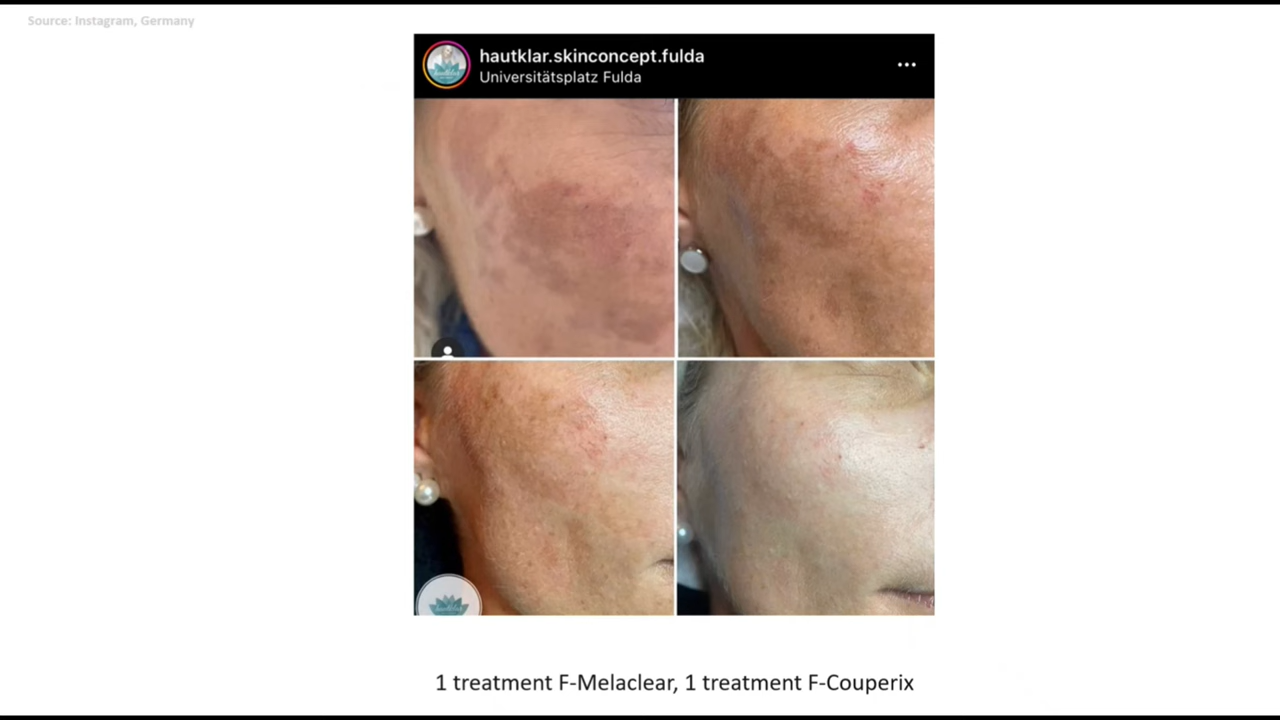 Source: Instagram, Germany
hautklar.skinconcept.fulda
Universitätsplatz Fulda
1 treatment F-Melaclear, 1 treatment F-Couperix